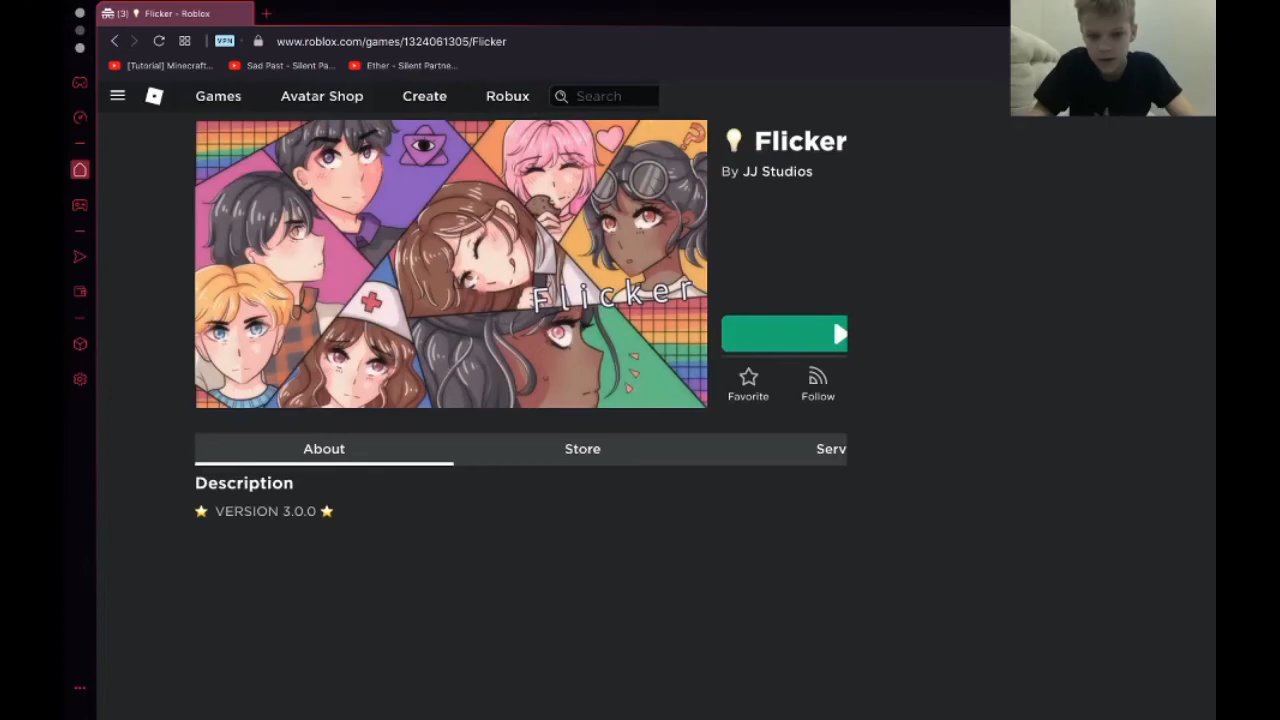 [3] Flicker - Roblox
VPN
www.roblox.com/games/1324061305/Flicker
[Tutorial] Minecraft...
Sad Past - Silent Pa...
Ether - Silent Partne...
Games
Avatar Shop
Create
Robux
Search
Flicker
Flicker
By JJ Studios
Favorite
Follow
About
Store
Serv
Description
VERSION 3.0.0